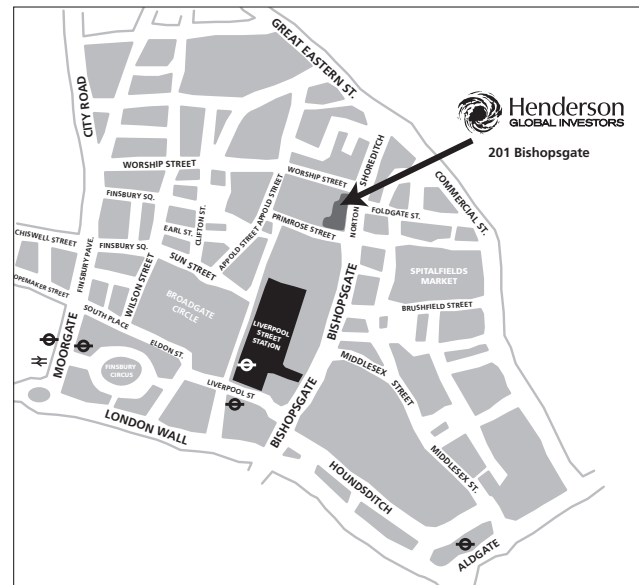 GREAT EASTERN ST.
CITY ROAD
Henderson
GLOBAL INVESTORS
201 Bishopsgate
SHOREDITCH
COMMERCIAL ST.
WORSHIP STREET
WORSHIP STREET
FINSBURY SQ.
CLIFTON ST.
APPOLD STREET
APPOLD STREET
PRIMROSE STREET
NORTON
FOLDGATE ST.
CHISWELL STREET
FINSBURY PAVE.
FINSBURY SQ.
EARL ST.
SUN STREET
WILSON STREET
OPEMAKER STREET
SOUTH PLACE
BROADGATE
CIRCLE
SPITALFIELDS
MARKET
BRUSHFIELD STREET
BISHOPSGATE
LIVERPOOL
STREET
STATION
MOORGATE
ELDON ST.
FINSBURY
CIRCUS
LIVERPOOL ST
MIDDLESEX STREET
LONDON WALL
BISHOPSGATE
HOUNDSDITCH
MIDDLESEX ST.
ALDGATE